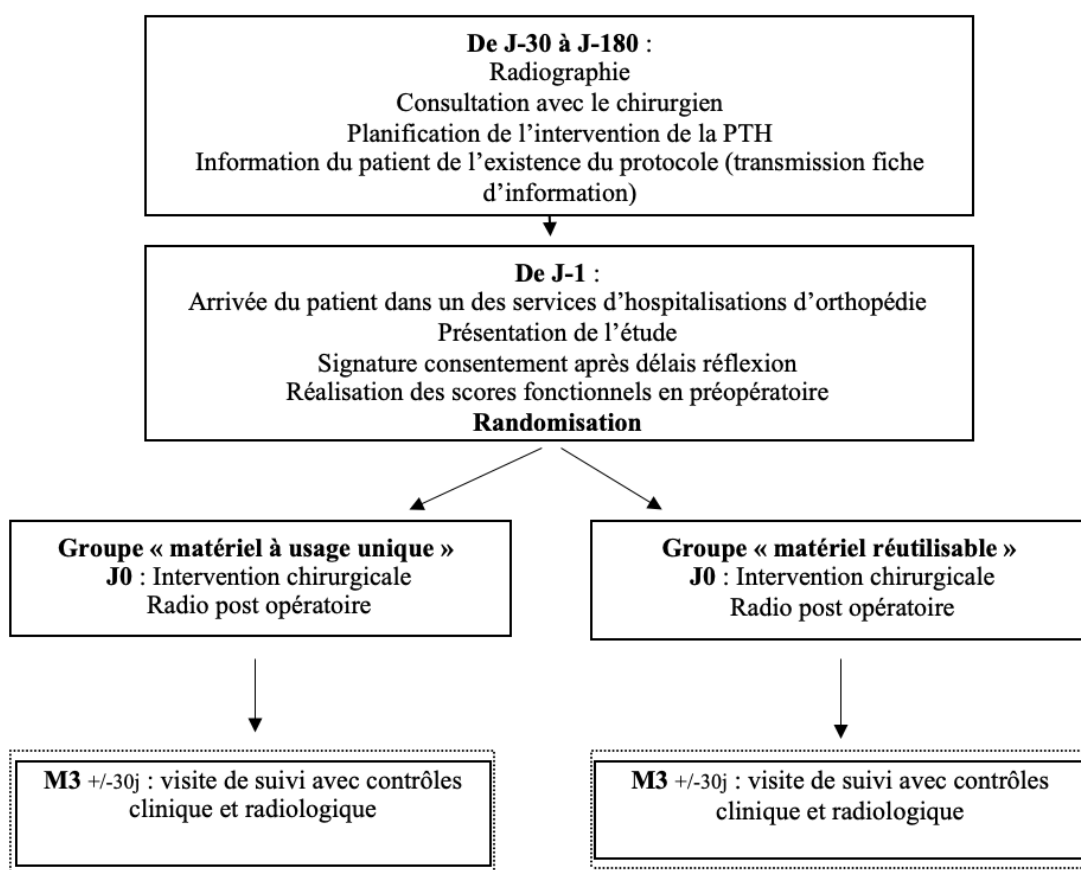 De J-30 à J-180 :
Radiographie
Consultation avec le chirurgien
Planification de l'intervention de la PTH
Information du patient de l'existence du protocole (transmission fiche
d'information)
De J-1 :
Arrivée du patient dans un des services d'hospitalisations d'orthopédie
Présentation de l'étude
Signature consentement après délais réflexion
Réalisation des scores fonctionnels en préopératoire
Randomisation
Groupe « matériel à usage unique »
J0 : Intervention chirurgicale
Radio post opératoire
Groupe « matériel réutilisable »
J0 : Intervention chirurgicale
Radio post opératoire
M3 +/-30j : visite de suivi avec contrôles
clinique et radiologique
M3 +/-30j : visite de suivi avec contrôles
clinique et radiologique